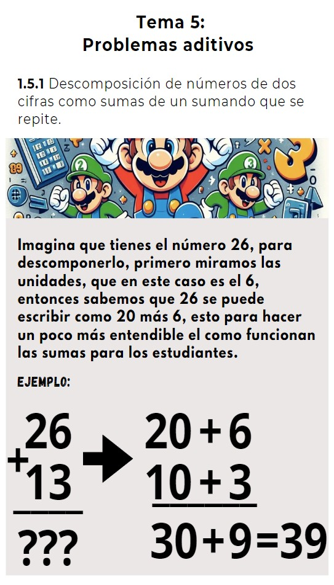 Tema 5:
Problemas aditivos
1.5.1 Descomposición de números de dos
cifras como sumas de un sumando que se
repite.
Imagina que tienes el número 26, para
descomponerlo, primero miramos las
unidades, que en este caso es el 6,
entonces sabemos que 26 se puede
escribir como 20 más 6, esto para hacer
un poco más entendible el como funcionan
las sumas para los estudiantes.
EJEMPLO:
26
+
13
???
20+6
10+3
30+9=39